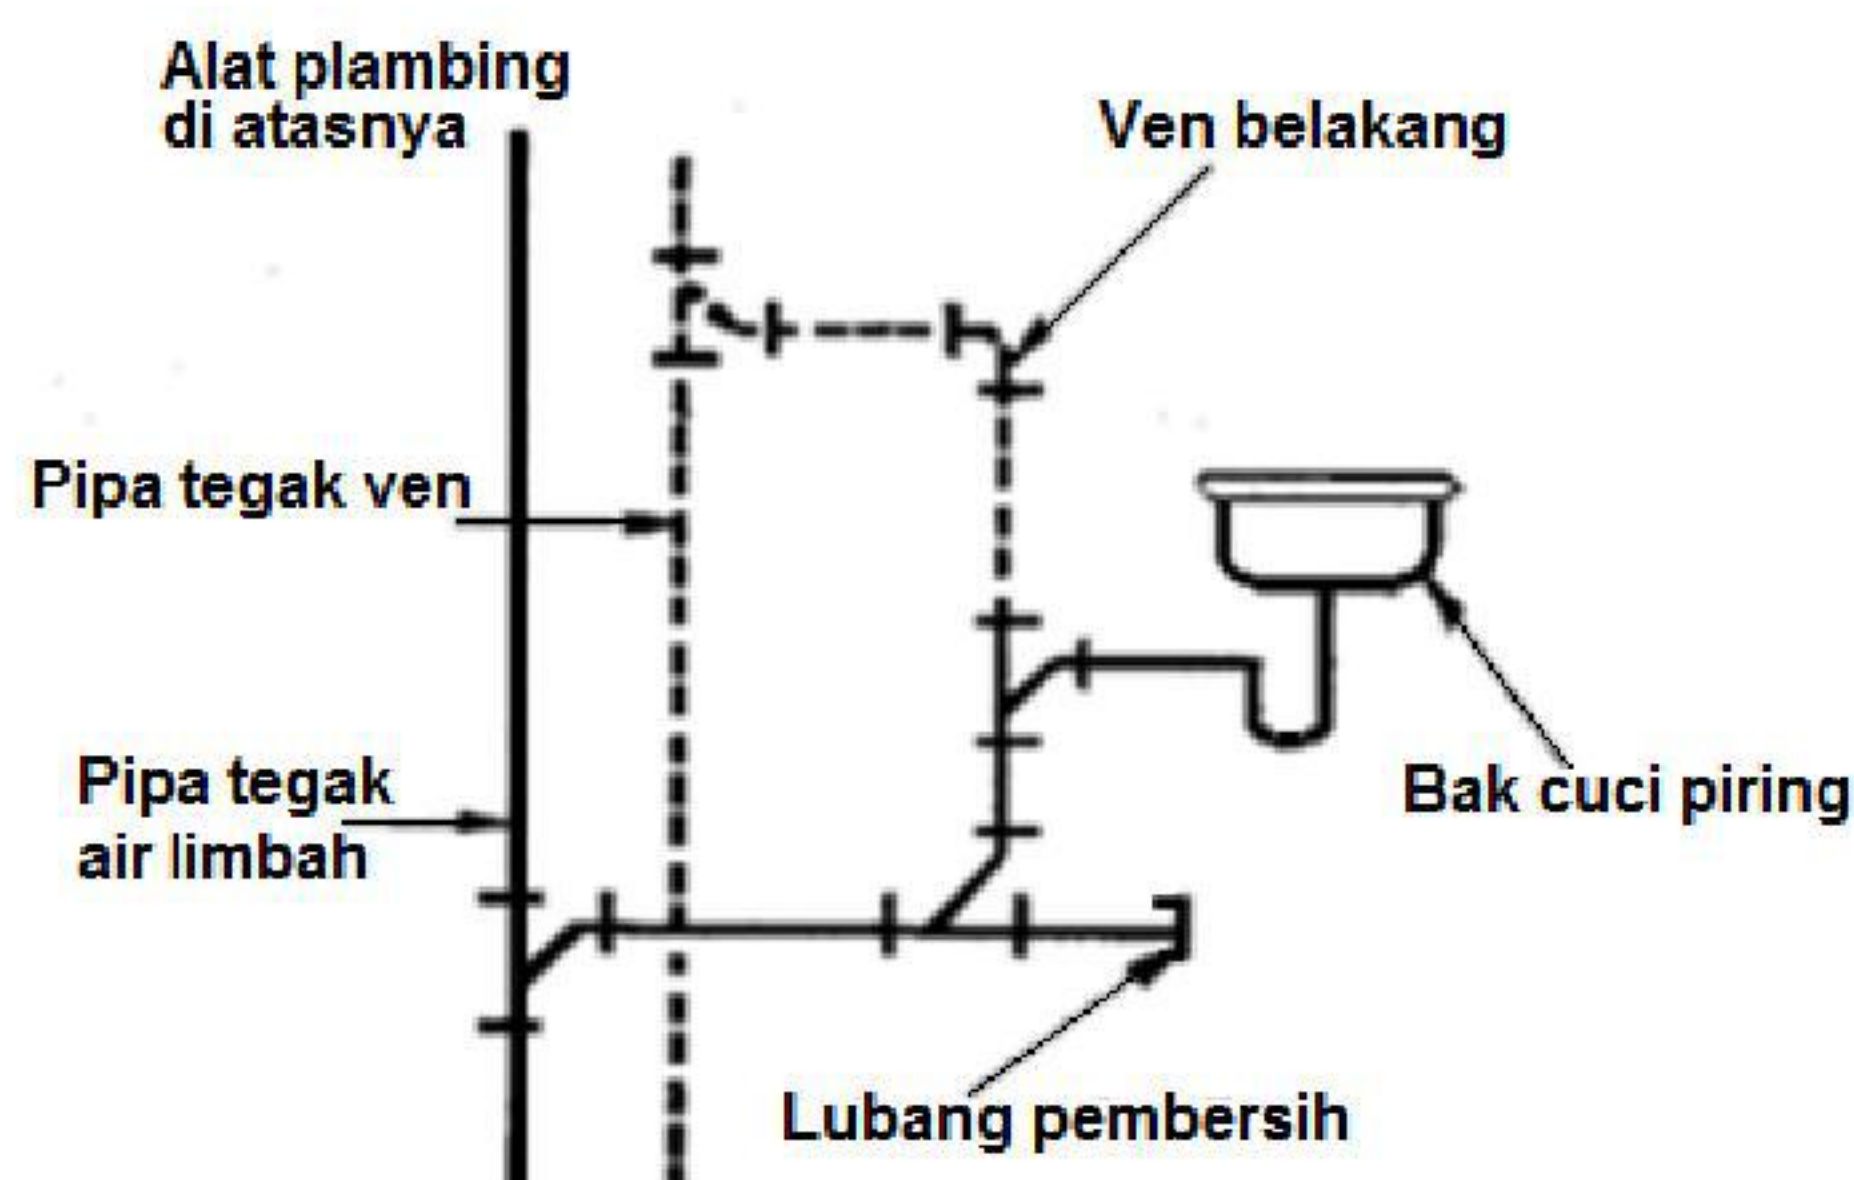 Alat plambing
di atasnya
Ven belakang
Pipa tegak ven
Pipa tegak
air limbah
Bak cuci piring
Lubang pembersih